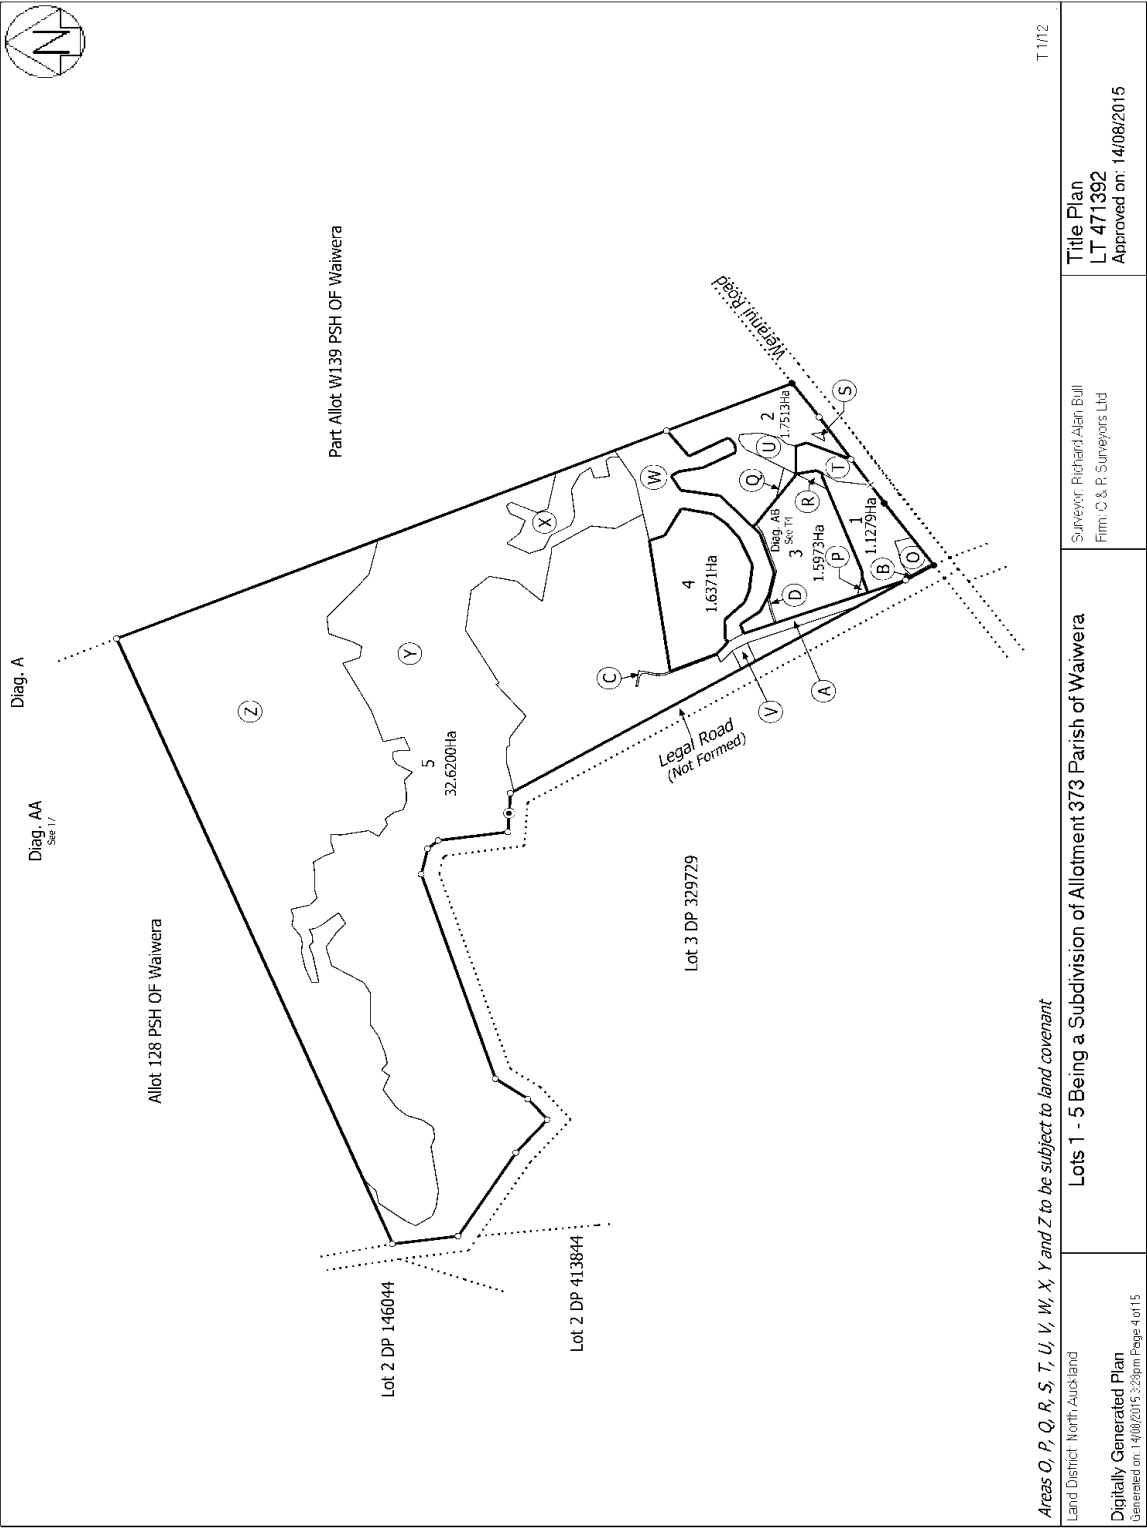 N
T 1/12
Diag. A
Diag. AA
Allot 128 PSH OF Waiwera
Part Allot W139 PSH OF Waiwera
Weranui Road
Z
Y
X
W
5
32.6200Ha
4
1.6371Ha
C
Legal Road
(Not Formed)
V
A
D
Diag. AB
See T4
3
1.5973Ha
P
Q
R
U
2
1.7513Ha
T
S
1
1.1279Ha
B
O
Lot 3 DP 329729
Lot 2 DP 146044
Lot 2 DP 413844
Areas O, P, Q, R, S, T, U, V, W, X, Y and Z to be subject to land covenant
Land District: North Auckland
Digitally Generated Plan
Generated on: 14/08/2015 3:28pm Page 4 of 15
Lots 1 - 5 Being a Subdivision of Allotment 373 Parish of Waiwera
Surveyor: Richard Alan Bull
Firm: C & R Surveyors Ltd
Title Plan
LT 471392
Approved on: 14/08/2015